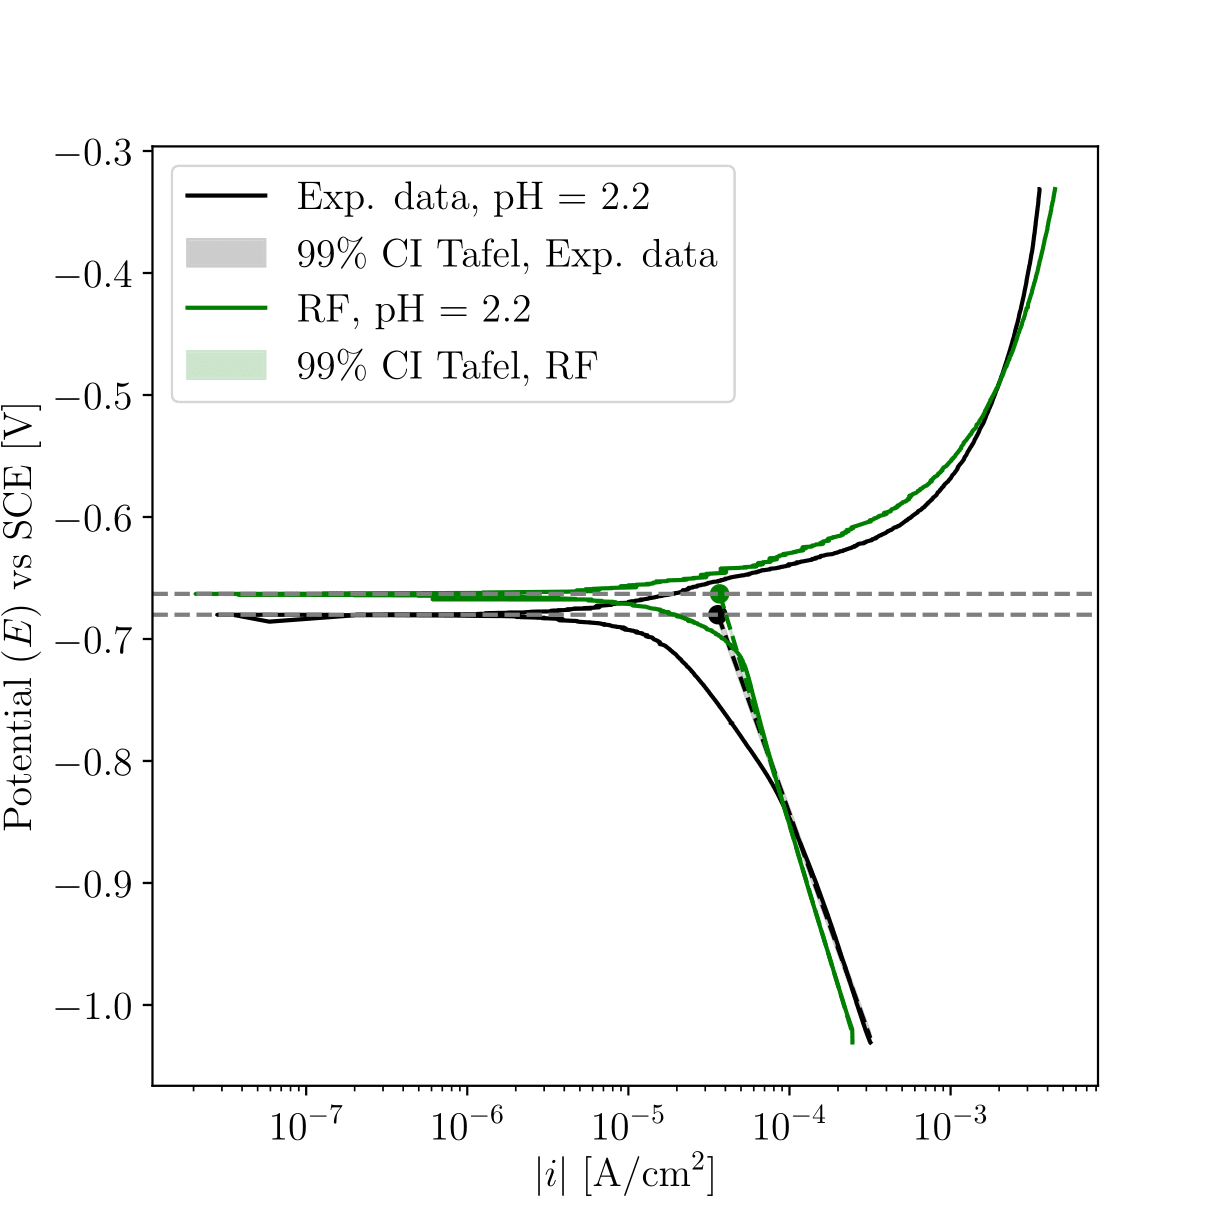 Exp. data, pH = 2.2
99% CI Tafel, Exp. data
RF, pH = 2.2
99% CI Tafel, RF
Potential (E) vs SCE [V]
−0.3
−0.4
−0.5
−0.6
−0.7
−0.8
−0.9
−1.0
10⁻⁷ 10⁻⁶ 10⁻⁵ 10⁻⁴ 10⁻³
|i| [A/cm²]